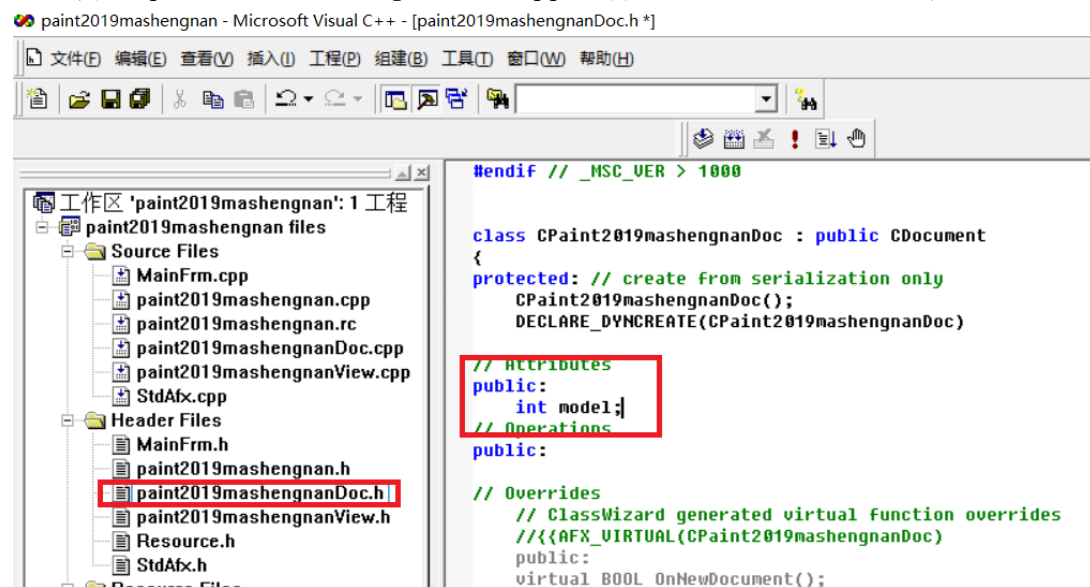 paint2019mashengnan - Microsoft Visual C++ - [paint2019mashengnanDoc.h *]
文件(F) 编辑(E) 查看(V) 插入(I) 工程(P) 组建(B) 工具(T) 窗口(W) 帮助(H)
工作区 'paint2019mashengnan': 1 工程
paint2019mashengnan files
Source Files
MainFrm.cpp
paint2019mashengnan.cpp
paint2019mashengnan.rc
paint2019mashengnanDoc.cpp
paint2019mashengnanView.cpp
StdAfx.cpp
Header Files
MainFrm.h
paint2019mashengnan.h
paint2019mashengnanDoc.h
paint2019mashengnanView.h
Resource.h
StdAfx.h
Resource Files
#endif // _MSC_VER > 1000
class CPaint2019mashengnanDoc : public CDocument
{
protected: // create from serialization only
CPaint2019mashengnanDoc();
DECLARE_DYNCREATE(CPaint2019mashengnanDoc)
// Attributes
public:
int model;
// Operations
public:
// Overrides
// ClassWizard generated virtual function overrides
//{{AFX_VIRTUAL(CPaint2019mashengnanDoc)
public:
virtual BOOL OnNewDocument();